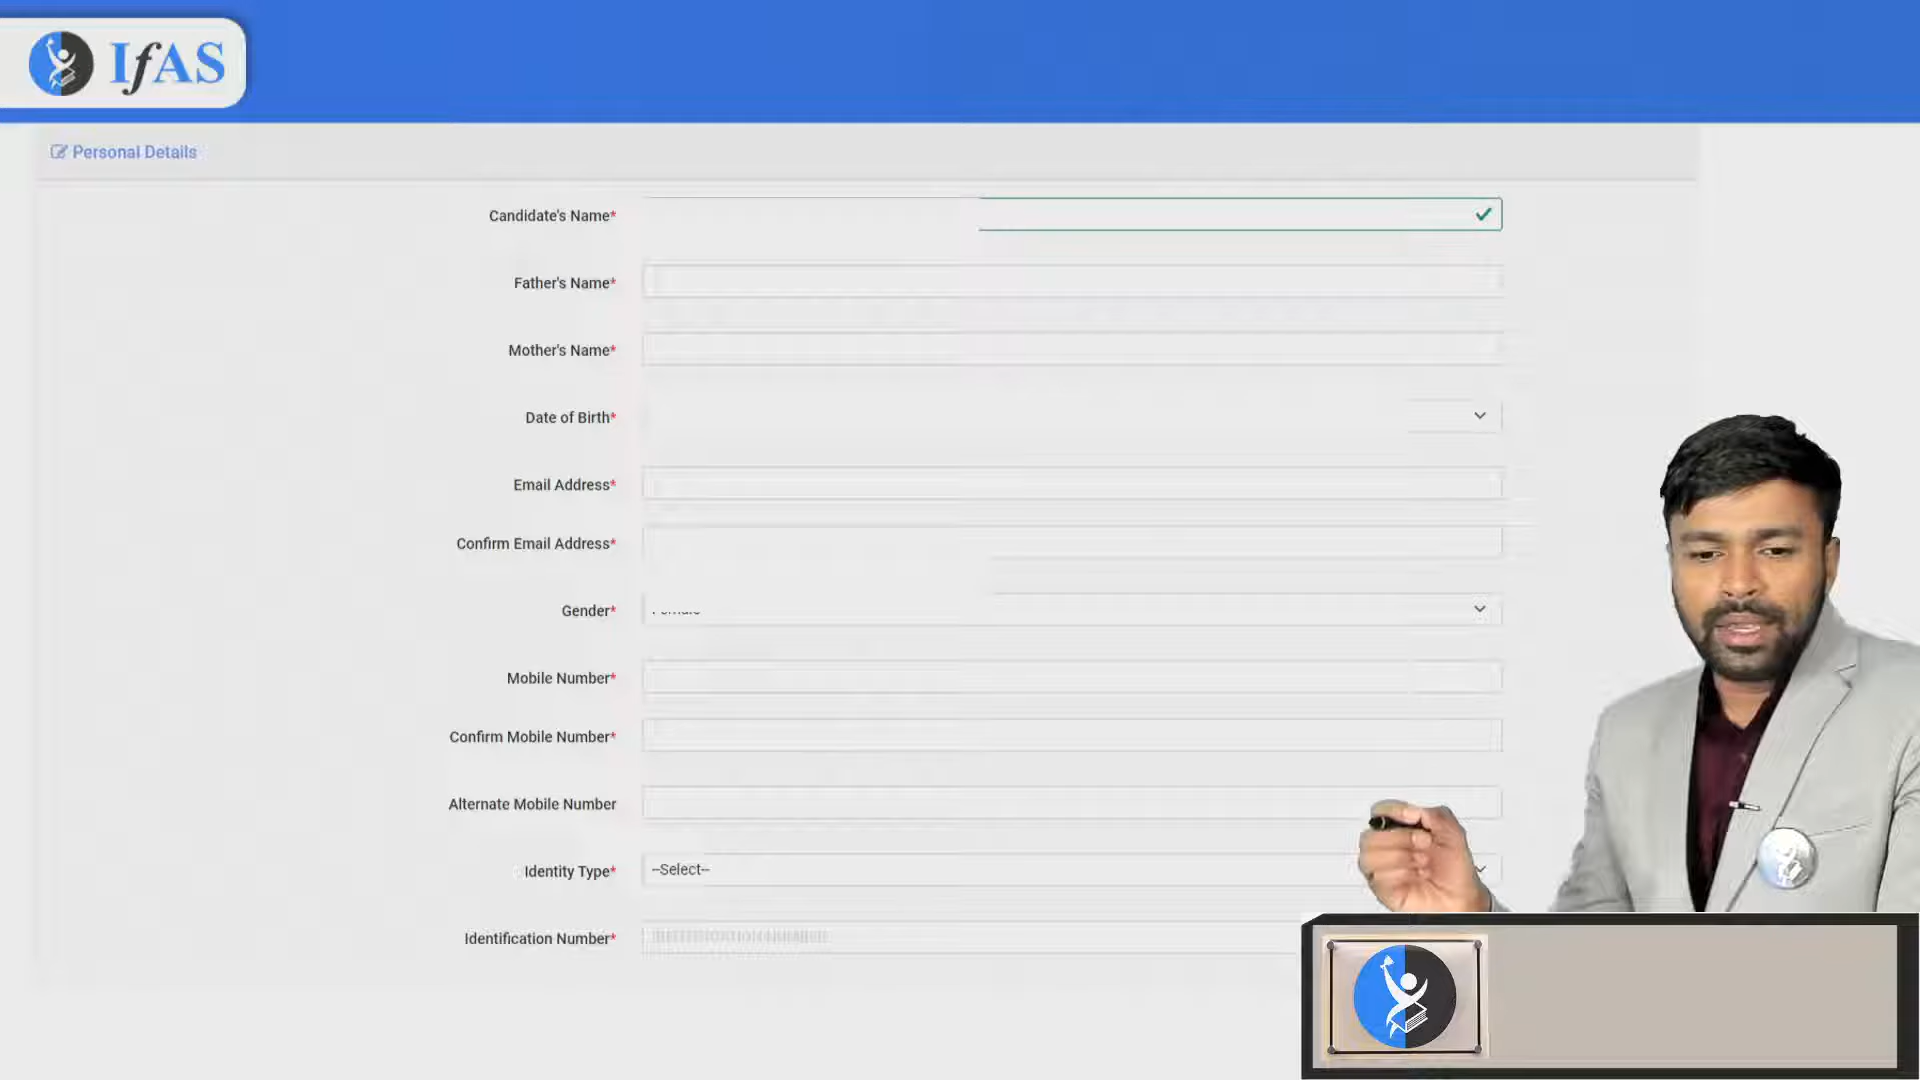 IfAS
Personal Details
Candidate's Name*
Father's Name*
Mother's Name*
Date of Birth*
Email Address*
Confirm Email Address*
Gender*
Mobile Number*
Confirm Mobile Number*
Alternate Mobile Number
Identity Type* --Select--
Identification Number*